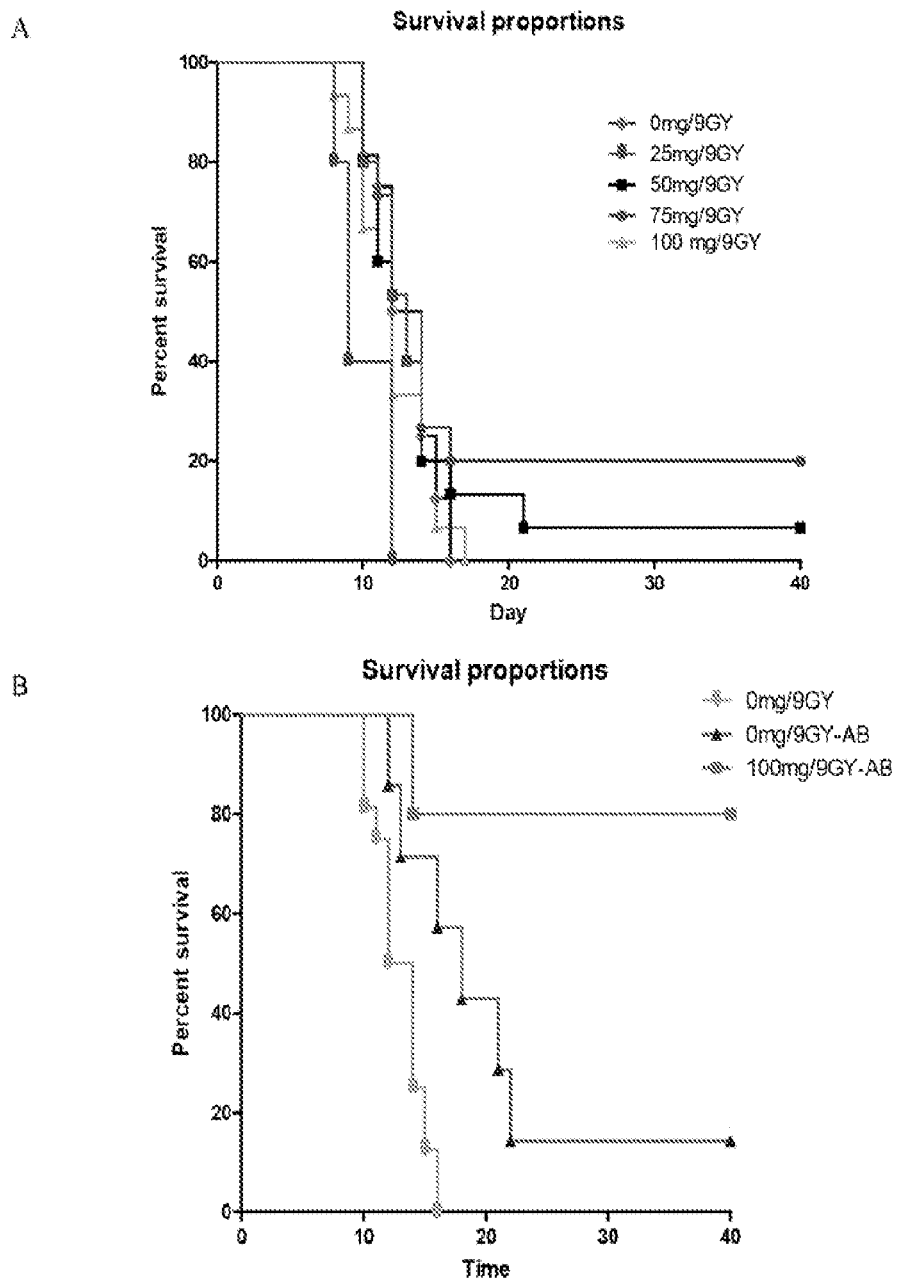 A
Survival proportions
100
80
60
40
20
0
Percent survival
0 10 20 30 40
Day
0mg/9GY
25mg/9GY
50mg/9GY
75mg/9GY
100 mg/9GY
B
Survival proportions
100
80
60
40
20
0
Percent survival
0 10 20 30 40
Time
0mg/9GY
0mg/9GY-AB
100mg/9GY-AB